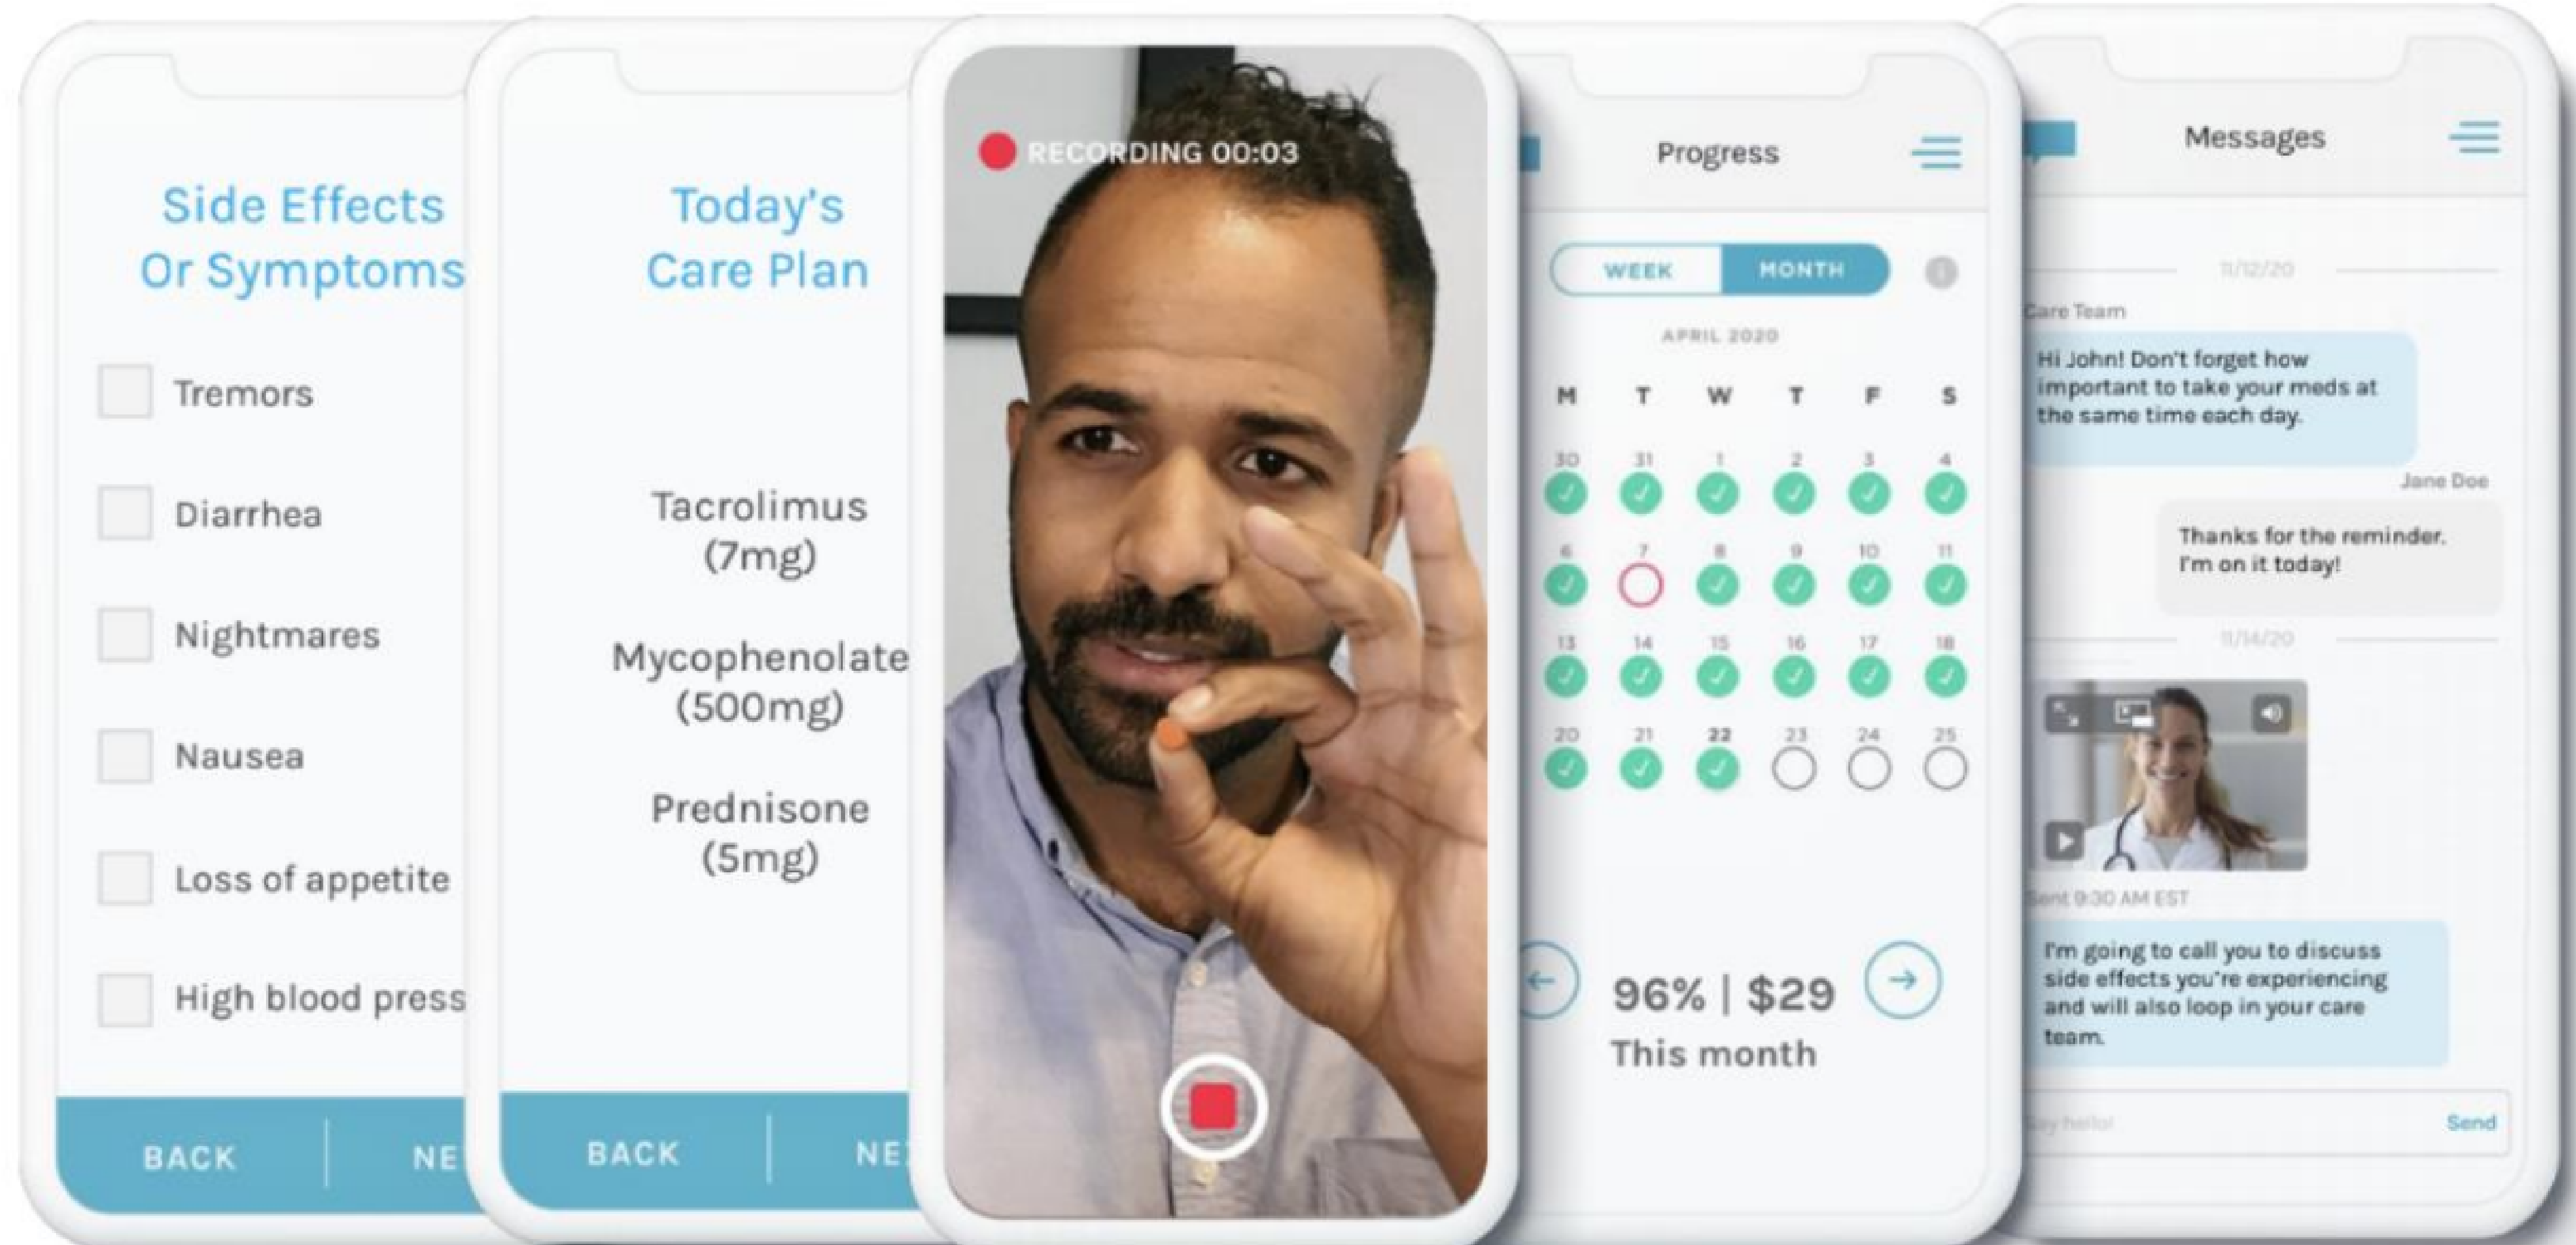 Side Effects
Or Symptoms
Tremors
Diarrhea
Nightmares
Nausea
Loss of appetite
High blood press
BACK
NE
Today's
Care Plan
Tacrolimus
(7mg)
Mycophenolate
(500mg)
Prednisone
(5mg)
BACK
NE
RECORDING 00:03
Progress
WEEK MONTH
APRIL 2020
M T W T F S
30 31 1 2 3 4
6 7 8 9 10 11
13 14 15 16 17 18
20 21 22 23 24 25
96% | $29
This month
Messages
11/12/20
Care Team
Hi John! Don't forget how
important to take your meds at
the same time each day.
Jane Doe
Thanks for the reminder.
I'm on it today!
11/14/20
Sent 9:30 AM EST
I'm going to call you to discuss
side effects you're experiencing
and will also loop in your care
team.
Say hello!
Send